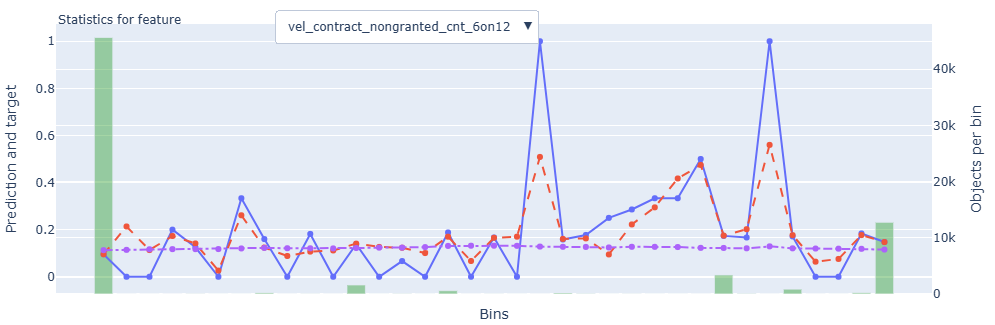 Statistics for feature
vel_contract_nongranted_cnt_6on12 ▼
1
0.8
0.6
0.4
0.2
0
40k
30k
20k
10k
0
Prediction and target
Objects per bin
Bins